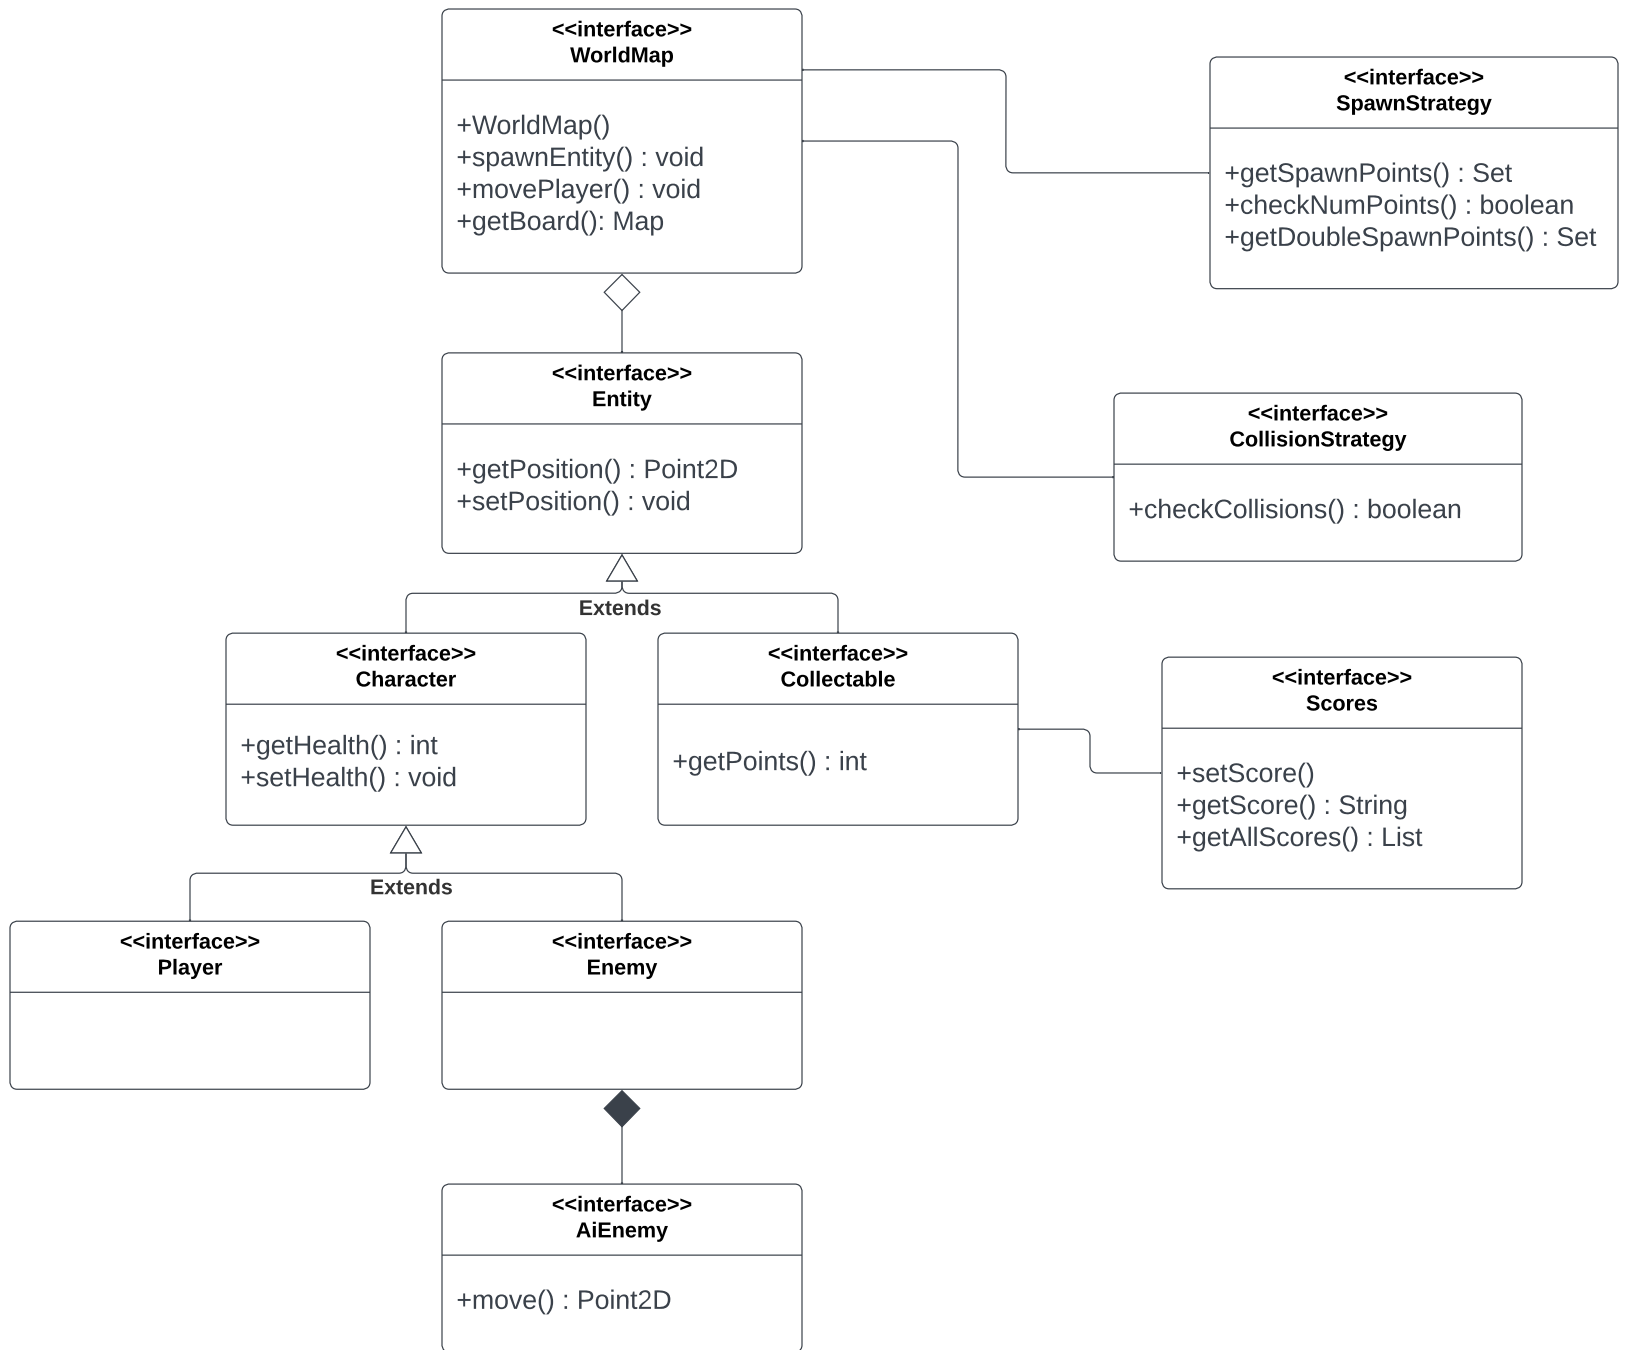 <<interface>>
WorldMap
+WorldMap()
+spawnEntity() : void
+movePlayer() : void
+getBoard(): Map
<<interface>>
SpawnStrategy
+getSpawnPoints() : Set
+checkNumPoints() : boolean
+getDoubleSpawnPoints() : Set
<<interface>>
Entity
+getPosition() : Point2D
+setPosition() : void
<<interface>>
CollisionStrategy
+checkCollisions() : boolean
Extends
<<interface>>
Character
+getHealth() : int
+setHealth() : void
<<interface>>
Collectable
+getPoints() : int
<<interface>>
Scores
+setScore()
+getScore() : String
+getAllScores() : List
Extends
<<interface>>
Player
<<interface>>
Enemy
<<interface>>
AiEnemy
+move() : Point2D